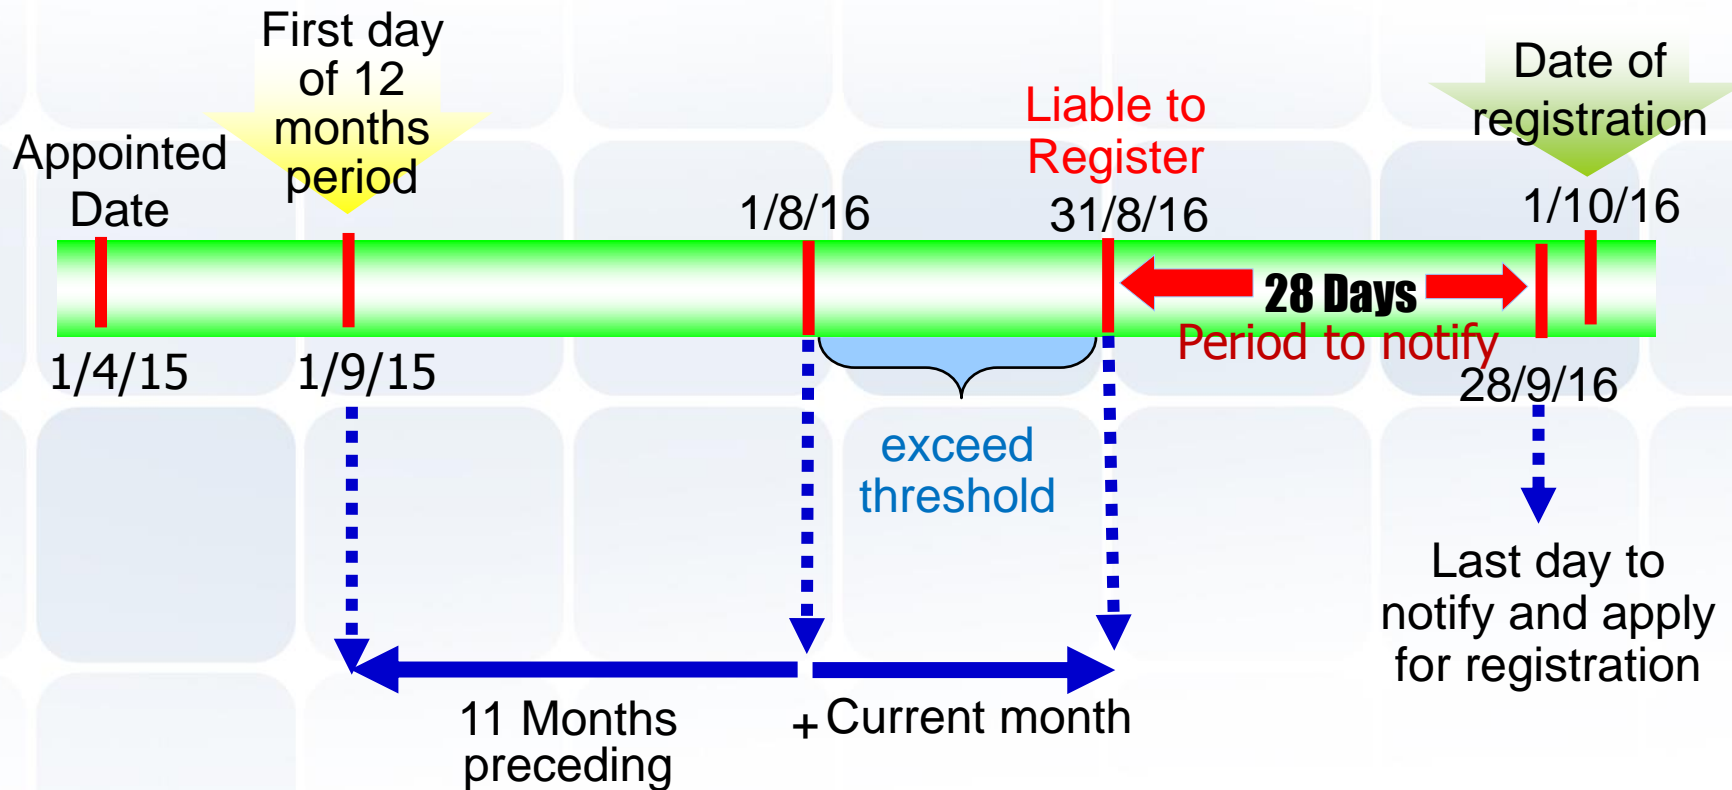 First day
of 12
months
period
Appointed
Date
Liable to
Register
Date of
registration
1/8/16
31/8/16
1/10/16
28 Days
Period to notify
1/4/15
1/9/15
28/9/16
exceed
threshold
Last day to
notify and apply
for registration
11 Months
preceding
+ Current month